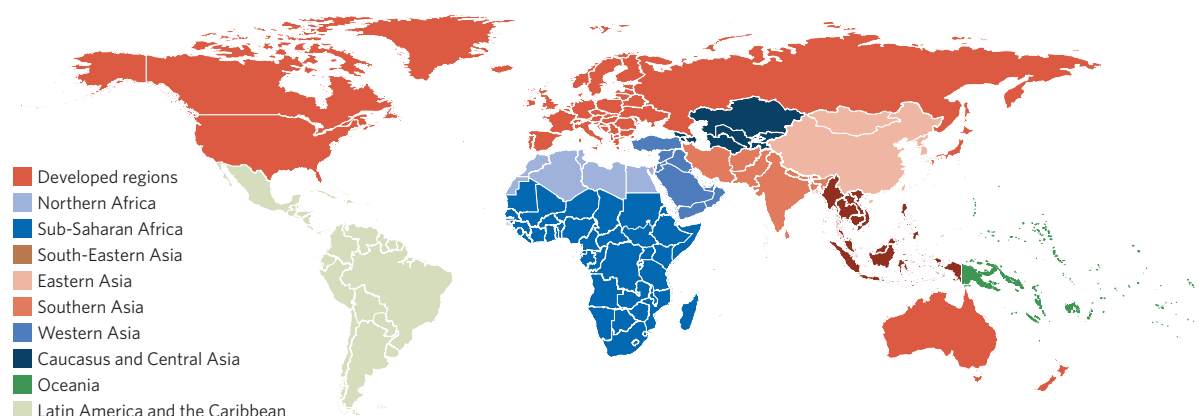 Developed regions
Northern Africa
Sub-Saharan Africa
South-Eastern Asia
Eastern Asia
Southern Asia
Western Asia
Caucasus and Central Asia
Oceania
Latin America and the Caribbean